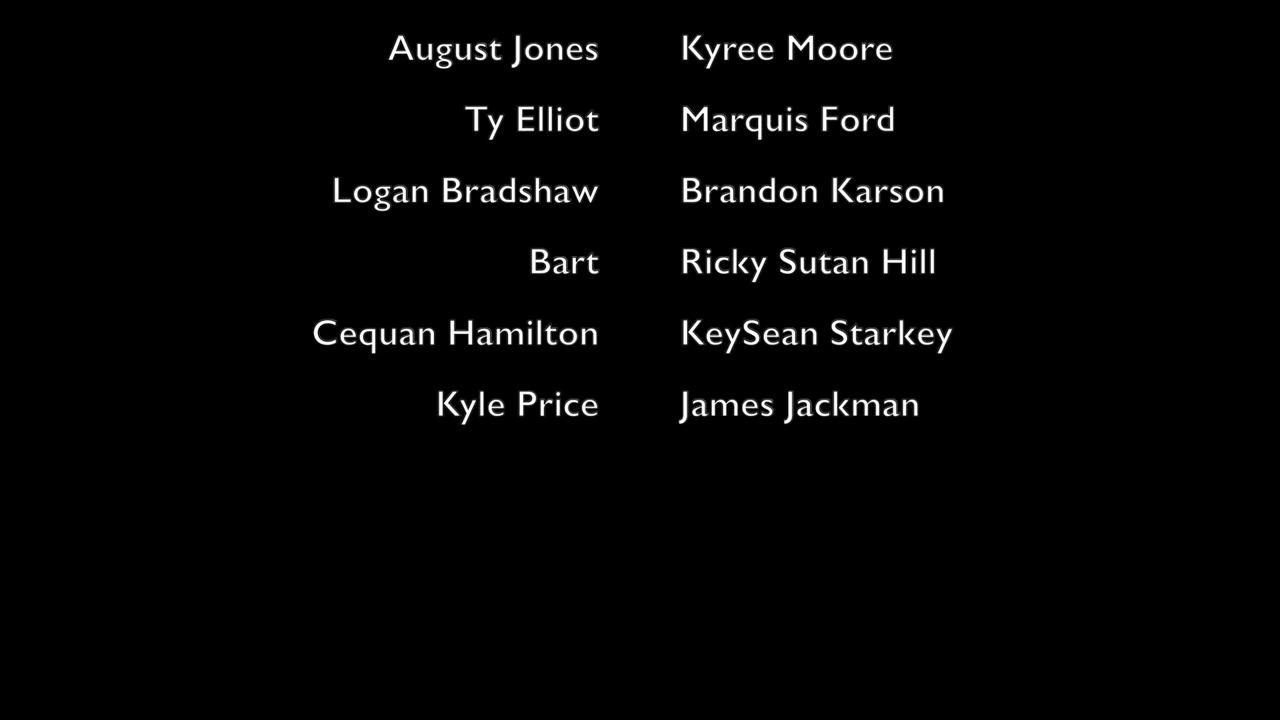 August Jones Kyree Moore
Ty Elliot Marquis Ford
Logan Bradshaw Brandon Karson
Bart Ricky Sutan Hill
Cequan Hamilton KeySean Starkey
Kyle Price James Jackman